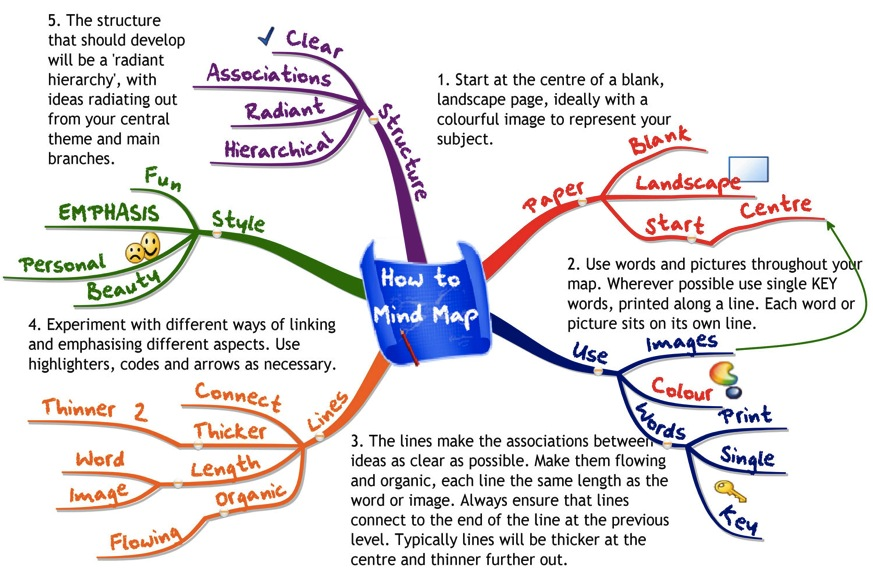 How to
Mind Map
1. Start at the centre of a blank,
landscape page, ideally with a
colourful image to represent your
subject.
Paper
Blank
Landscape
Start
Centre
2. Use words and pictures throughout your
map. Wherever possible use single KEY
words, printed along a line. Each word or
picture sits on its own line.
Use
Images
Colour
Words
Print
Single
Key
3. The lines make the associations between
ideas as clear as possible. Make them flowing
and organic, each line the same length as the
word or image. Always ensure that lines
connect to the end of the line at the previous
level. Typically lines will be thicker at the
centre and thinner further out.
Lines
Connect
Thicker
Thinner 2
Length
Word
Image
Organic
Flowing
4. Experiment with different ways of linking
and emphasising different aspects. Use
highlighters, codes and arrows as necessary.
Style
Fun
EMPHASIS
Personal
Beauty
5. The structure
that should develop
will be a 'radiant
hierarchy', with
ideas radiating out
from your central
theme and main
branches.
Structure
Clear
Associations
Radiant
Hierarchical